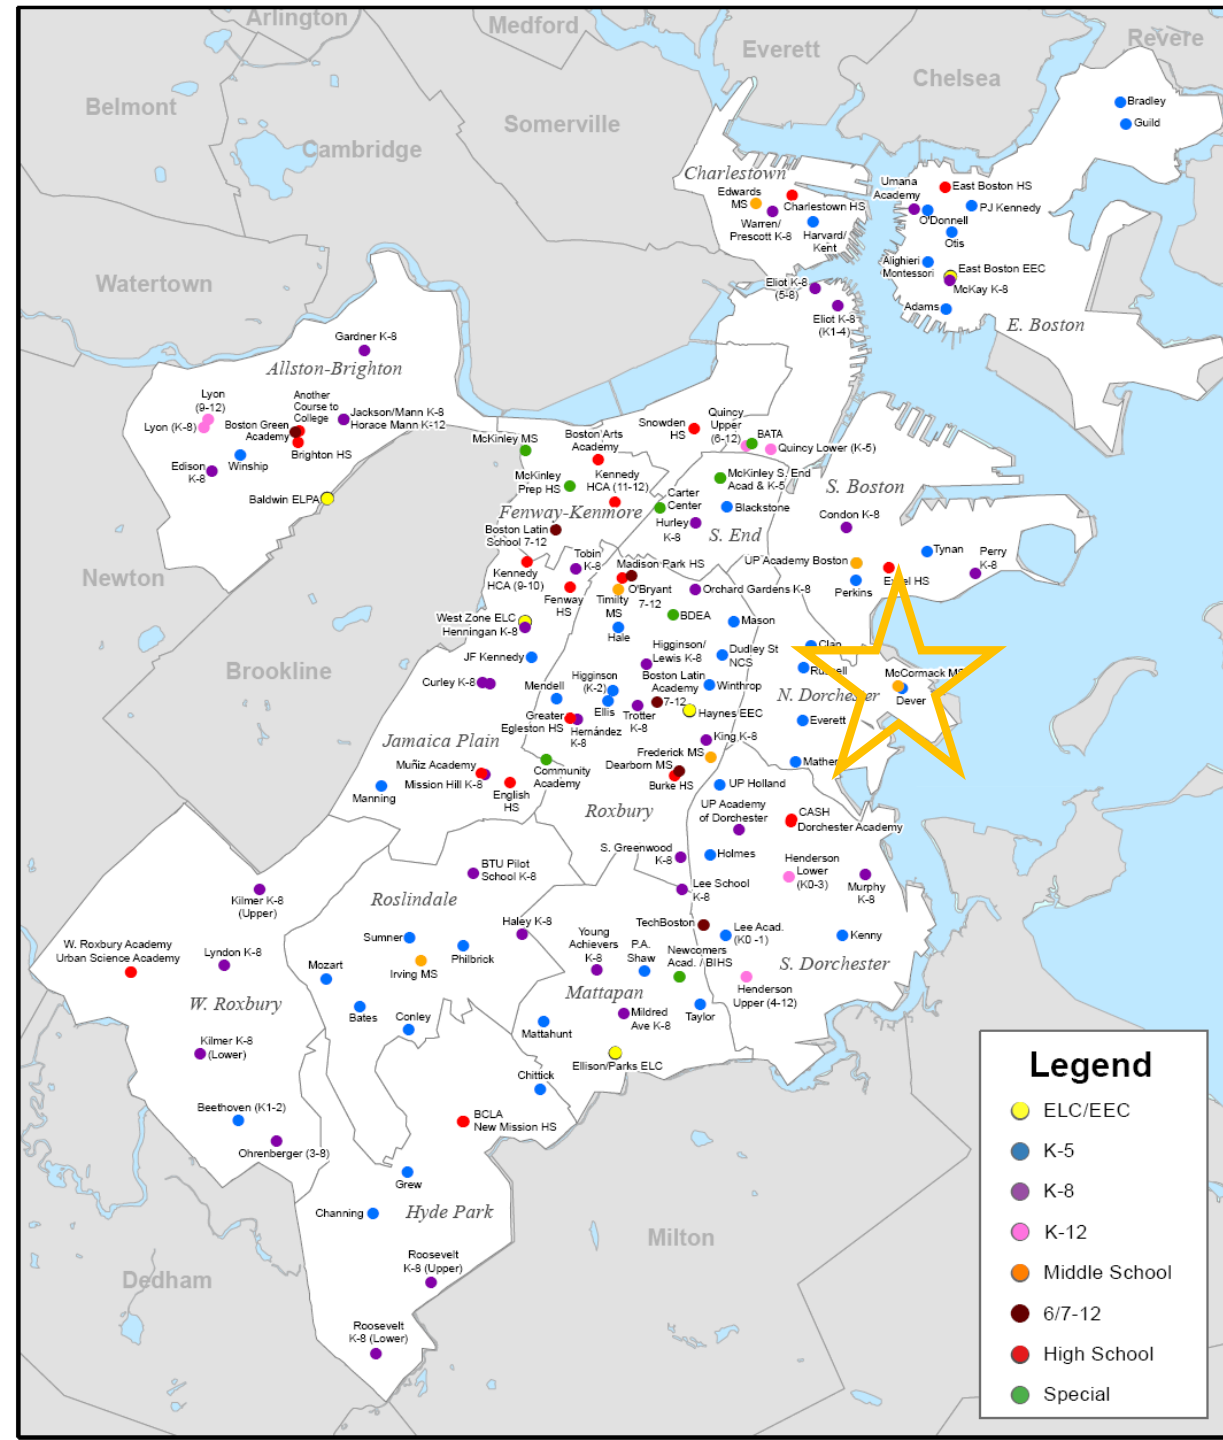 Arlington
Medford
Everett
Revere
Chelsea
Belmont
Somerville
Cambridge
Watertown
Newton
Brookline
Dedham
Milton
Bradley
Guild
Charlestown
Edwards
MS
Charlestown HS
Warren/
Prescott K-8
Harvard/
Kent
Umana
Academy
East Boston HS
PJ Kennedy
O'Donnell
Otis
Alighieri
Montessori
East Boston EEC
McKay K-8
Adams
E. Boston
Eliot K-8
(5-8)
Eliot K-8
(K1-4)
Gardner K-8
Allston-Brighton
Lyon
(9-12)
Lyon (K-8)
Another
Course to
College
Boston Green
Academy
Jackson/Mann K-8
Horace Mann K-12
Brighton HS
Winship
Edison
K-8
Baldwin ELPA
Snowden
HS
Quincy
Upper
(6-12)
BATA
Quincy Lower (K-5)
McKinley MS
Boston Arts
Academy
McKinley
Prep HS
Kennedy
HCA (11-12)
McKinley S. End
Acad & K-5
Carter
Center
Blackstone
Fenway-Kenmore
Hurley
K-8
S. End
Boston Latin
School 7-12
S. Boston
Condon K-8
Tynan
Perry
K-8
UP Academy Boston
Perkins
HS
Kennedy
HCA (9-10)
Tobin
K-8
Fenway
HS
Madison Park HS
O'Bryant
7-12
Timilty
MS
Hale
Orchard Gardens K-8
BDEA
Mason
West Zone ELC
Henningan K-8
JF Kennedy
Higginson/
Lewis K-8
Dudley St
NCS
Clap
Russell
McCormack MS
Dever
N. Dorchester
Curley K-8
Mendell
Higginson
(K-2)
Ellis
Boston Latin
Academy
7-12
Winthrop
Trotter
K-8
Haynes EEC
Everett
Greater
Egleston HS
Hernández
K-8
King K-8
Jamaica Plain
Frederick MS
Dearborn MS
Burke HS
Mather
Muñiz Academy
Mission Hill K-8
English
HS
Community
Academy
Manning
UP Holland
Roxbury
UP Academy
of Dorchester
CASH
Dorchester Academy
S. Greenwood
K-8
Holmes
Henderson
Lower
(K0-3)
Murphy
K-8
BTU Pilot
School K-8
Lee School
K-8
Kilmer K-8
(Upper)
Roslindale
Haley K-8
TechBoston
Lee Acad.
(K0 -1)
Kenny
W. Roxbury Academy
Urban Science Academy
Lyndon K-8
Sumner
Philbrick
Irving MS
Mozart
Young
Achievers
K-8
P.A.
Shaw
Newcomers
Acad. / BIHS
S. Dorchester
Henderson
Upper (4-12)
W. Roxbury
Bates
Conley
Mattapan
Mildred
Ave K-8
Taylor
Mattahunt
Kilmer K-8
(Lower)
Ellison/Parks ELC
Chittick
Beethoven (K1-2)
Ohrenberger (3-8)
BCLA
New Mission HS
Grew
Channing
Hyde Park
Roosevelt
K-8 (Upper)
Roosevelt
K-8 (Lower)
Legend
ELC/EEC
K-5
K-8
K-12
Middle School
6/7-12
High School
Special